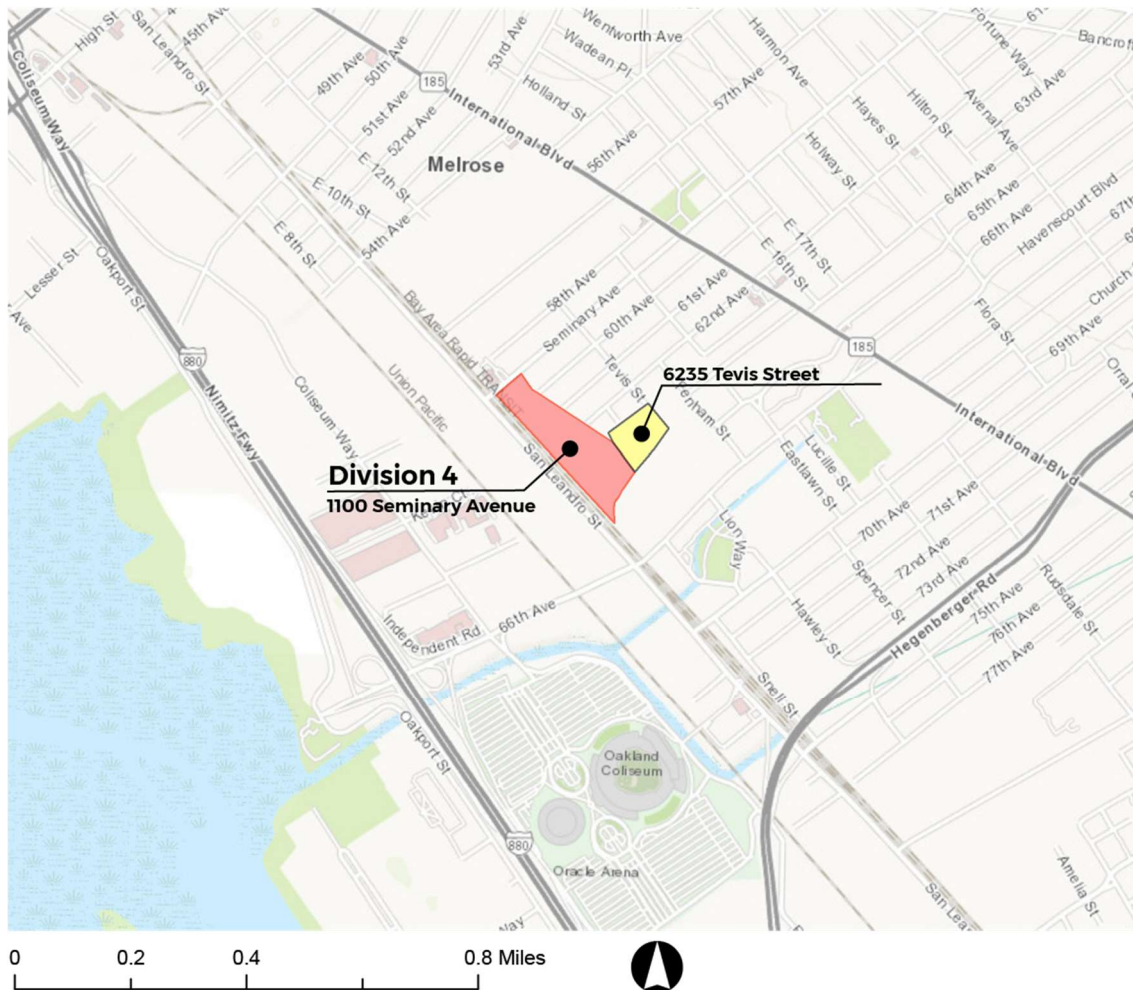 High St
San Leandro St
45th Ave
Coliseum Way
49th Ave
50th Ave
51st Ave
52nd Ave
53rd Ave
Wentworth Ave
Wadean Pl
Holland St
185
International Blvd
56th Ave
57th Ave
Harmon Ave
Fortune Way
Bancroft
Hayes St
Hilton St
Avenal Ave
63rd Ave
Holway St
64th Ave
65th Ave
66th Ave
Havenscourt Blvd
67th
Church
Melrose
E 12th St
E 10th St
54th Ave
E 8th St
Lesser St
Oakport St
880
Nimitz Fwy
Bay Area Rapid TRANSIT
Union Pacific
Coliseum Way
58th Ave
Seminary Ave
60th Ave
61st Ave
62nd Ave
E 16th St
E 17th St
Flora St
69th Ave
185
International Blvd
Tevis St
6235 Tevis Street
Division 4
1100 Seminary Avenue
San Leandro St
Eastlawn St
Lucille St
70th Ave
71st Ave
72nd Ave
73rd Ave
75th Ave
76th Ave
77th Ave
Rudsdale St
Hegenberger Rd
Spencer St
Lion Way
Hawley St
Snell St
Independent Rd
66th Ave
Oakport St
880
Oakland
Coliseum
Oracle Arena
Amelia St
San Lea
0 0.2 0.4 0.8 Miles